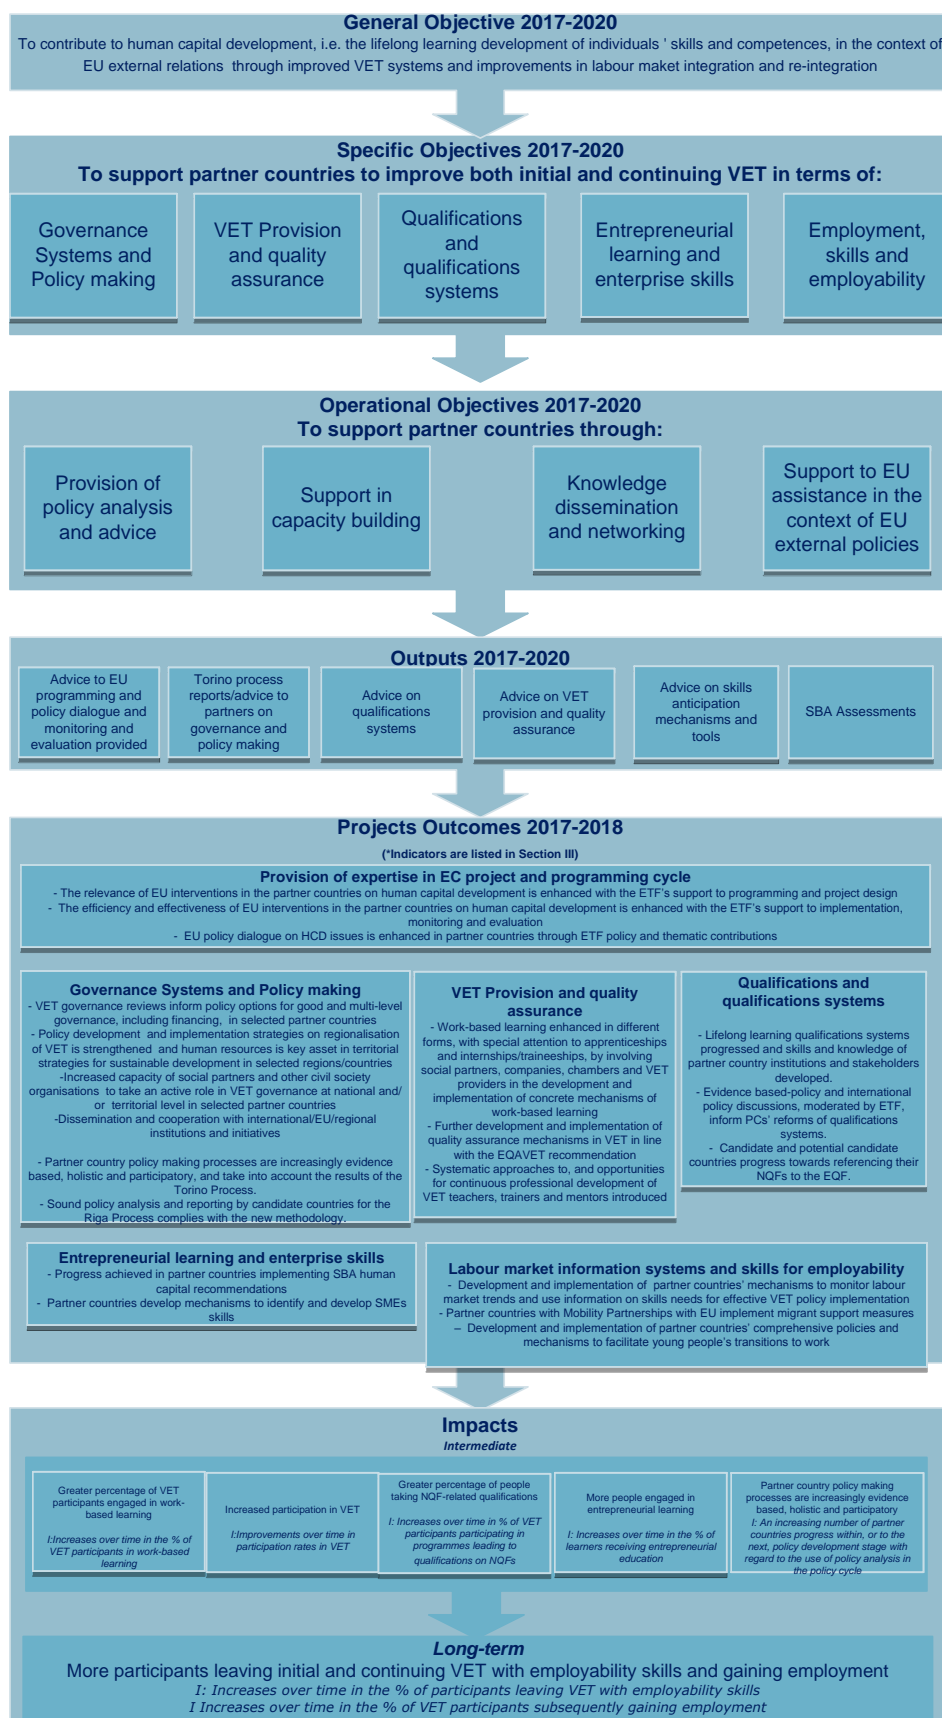 General Objective 2017-2020
To contribute to human capital development, i.e. the lifelong learning development of individuals ' skills and competences, in the context of
EU external relations through improved VET systems and improvements in labour maket integration and re-integration
Specific Objectives 2017-2020
To support partner countries to improve both initial and continuing VET in terms of:
Governance
Systems and
Policy making
VET Provision
and quality
assurance
Qualifications
and
qualifications
systems
Entrepreneurial
learning and
enterprise skills
Employment,
skills and
employability
Operational Objectives 2017-2020
To support partner countries through:
Provision of
policy analysis
and advice
Support in
capacity building
Knowledge
dissemination
and networking
Support to EU
assistance in the
context of EU
external policies
Outputs 2017-2020
Advice to EU
programming and
policy dialogue and
monitoring and
evaluation provided
Torino process
reports/advice to
partners on
governance and
policy making
Advice on
qualifications
systems
Advice on VET
provision and quality
assurance
Advice on skills
anticipation
mechanisms and
tools
SBA Assessments
Projects Outcomes 2017-2018
(*Indicators are listed in Section III)
Provision of expertise in EC project and programming cycle
- The relevance of EU interventions in the partner countries on human capital development is enhanced with the ETF's support to programming and project design
- The efficiency and effectiveness of EU interventions in the partner countries on human capital development is enhanced with the ETF's support to implementation,
monitoring and evaluation
- EU policy dialogue on HCD issues is enhanced in partner countries through ETF policy and thematic contributions
Governance Systems and Policy making
- VET governance reviews inform policy options for good and multi-level
governance, including financing, in selected partner countries
- Policy development and implementation strategies on regionalisation
of VET is strengthened and human resources is key asset in territorial
strategies for sustainable development in selected regions/countries
-Increased capacity of social partners and other civil society
organisations to take an active role in VET governance at national and/
or territorial level in selected partner countries
-Dissemination and cooperation with international/EU/regional
institutions and initiatives
- Partner country policy making processes are increasingly evidence
based, holistic and participatory, and take into account the results of the
Torino Process.
- Sound policy analysis and reporting by candidate countries for the
Riga Process complies with the new methodology.
VET Provision and quality
assurance
- Work-based learning enhanced in different
forms, with special attention to apprenticeships
and internships/traineeships, by involving
social partners, companies, chambers and VET
providers in the development and
implementation of concrete mechanisms of
work-based learning
- Further development and implementation of
quality assurance mechanisms in VET in line
with the EQAVET recommendation
- Systematic approaches to, and opportunities
for continuous professional development of
VET teachers, trainers and mentors introduced
Qualifications and
qualifications systems
- Lifelong learning qualifications systems
progressed and skills and knowledge of
partner country institutions and stakeholders
developed.
- Evidence based-policy and international
policy discussions, moderated by ETF,
inform PCs' reforms of qualifications
systems.
- Candidate and potential candidate
countries progress towards referencing their
NQFs to the EQF.
Entrepreneurial learning and enterprise skills
- Progress achieved in partner countries implementing SBA human
capital recommendations
- Partner countries develop mechanisms to identify and develop SMEs
skills
Labour market information systems and skills for employability
- Development and implementation of partner countries' mechanisms to monitor labour
market trends and use information on skills needs for effective VET policy implementation
- Partner countries with Mobility Partnerships with EU implement migrant support measures
– Development and implementation of partner countries' comprehensive policies and
mechanisms to facilitate young people's transitions to work
Impacts
Intermediate
Greater percentage of VET
participants engaged in work-
based learning
I:Increases over time in the % of
VET participants in work-based
learning
Increased participation in VET
I:Improvements over time in
participation rates in VET
Greater percentage of people
taking NQF-related qualifications
I: Increases over time in % of VET
participants participating in
programmes leading to
qualifications on NQFs
More people engaged in
entrepreneurial learning
I: Increases over time in the % of
learners receiving entrepreneurial
education
Partner country policy making
processes are increasingly evidence
based, holistic and participatory
I: An increasing number of partner
countries progress within, or to the
next, policy development stage with
regard to the use of policy analysis in
the policy cycle
Long-term
More participants leaving initial and continuing VET with employability skills and gaining employment
I: Increases over time in the % of participants leaving VET with employability skills
I Increases over time in the % of VET participants subsequently gaining employment